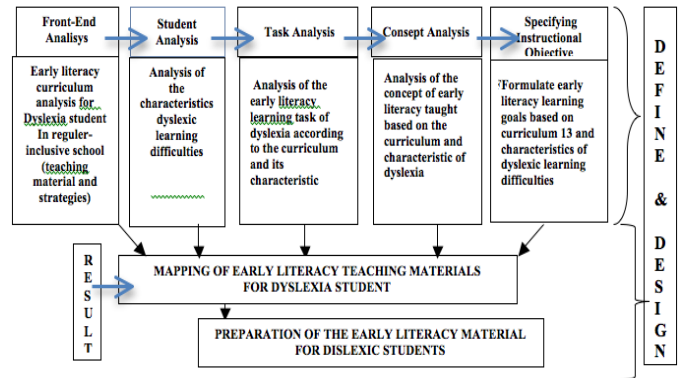 Front-End
Analisys
Student
Analysis
Task Analysis
Consept Analysis
Specifying
Instructional
Objective
Early literacy
curriculum
analysis for
Dyslexia student
In reguler-
inclusive school
(teaching
material and
strategies)
Analysis of
the
characteristics
dyslexic
learning
difficulties
Analysis of the
early literacy
learning task of
dyslexia according
to the curriculum
and its
characteristic
Analysis of the
concept of early
literacy taught
based on the
curriculum and
characteristic of
dyslexia
Formulate early
literacy learning
goals based on
curriculum 13 and
characteristics of
dyslexic learning
difficulties
D
E
F
I
N
E
&
D
E
S
I
G
N
R
E
S
U
L
T
MAPPING OF EARLY LITERACY TEACHING MATERIALS
FOR DYSLEXIA STUDENT
PREPARATION OF THE EARLY LITERACY MATERIAL
FOR DISLEXIC STUDENTS